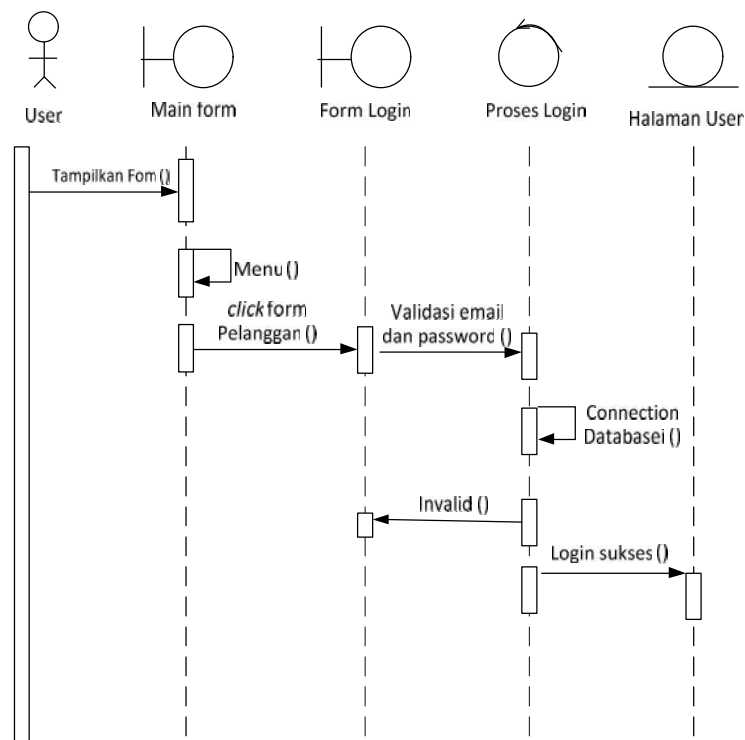 User
Main form
Form Login
Proses Login
Halaman User
Tampilkan Fom ()
Menu ()
click form
Pelanggan ()
Validasi email
dan password ()
Connection
Databasei ()
Invalid ()
Login sukses ()